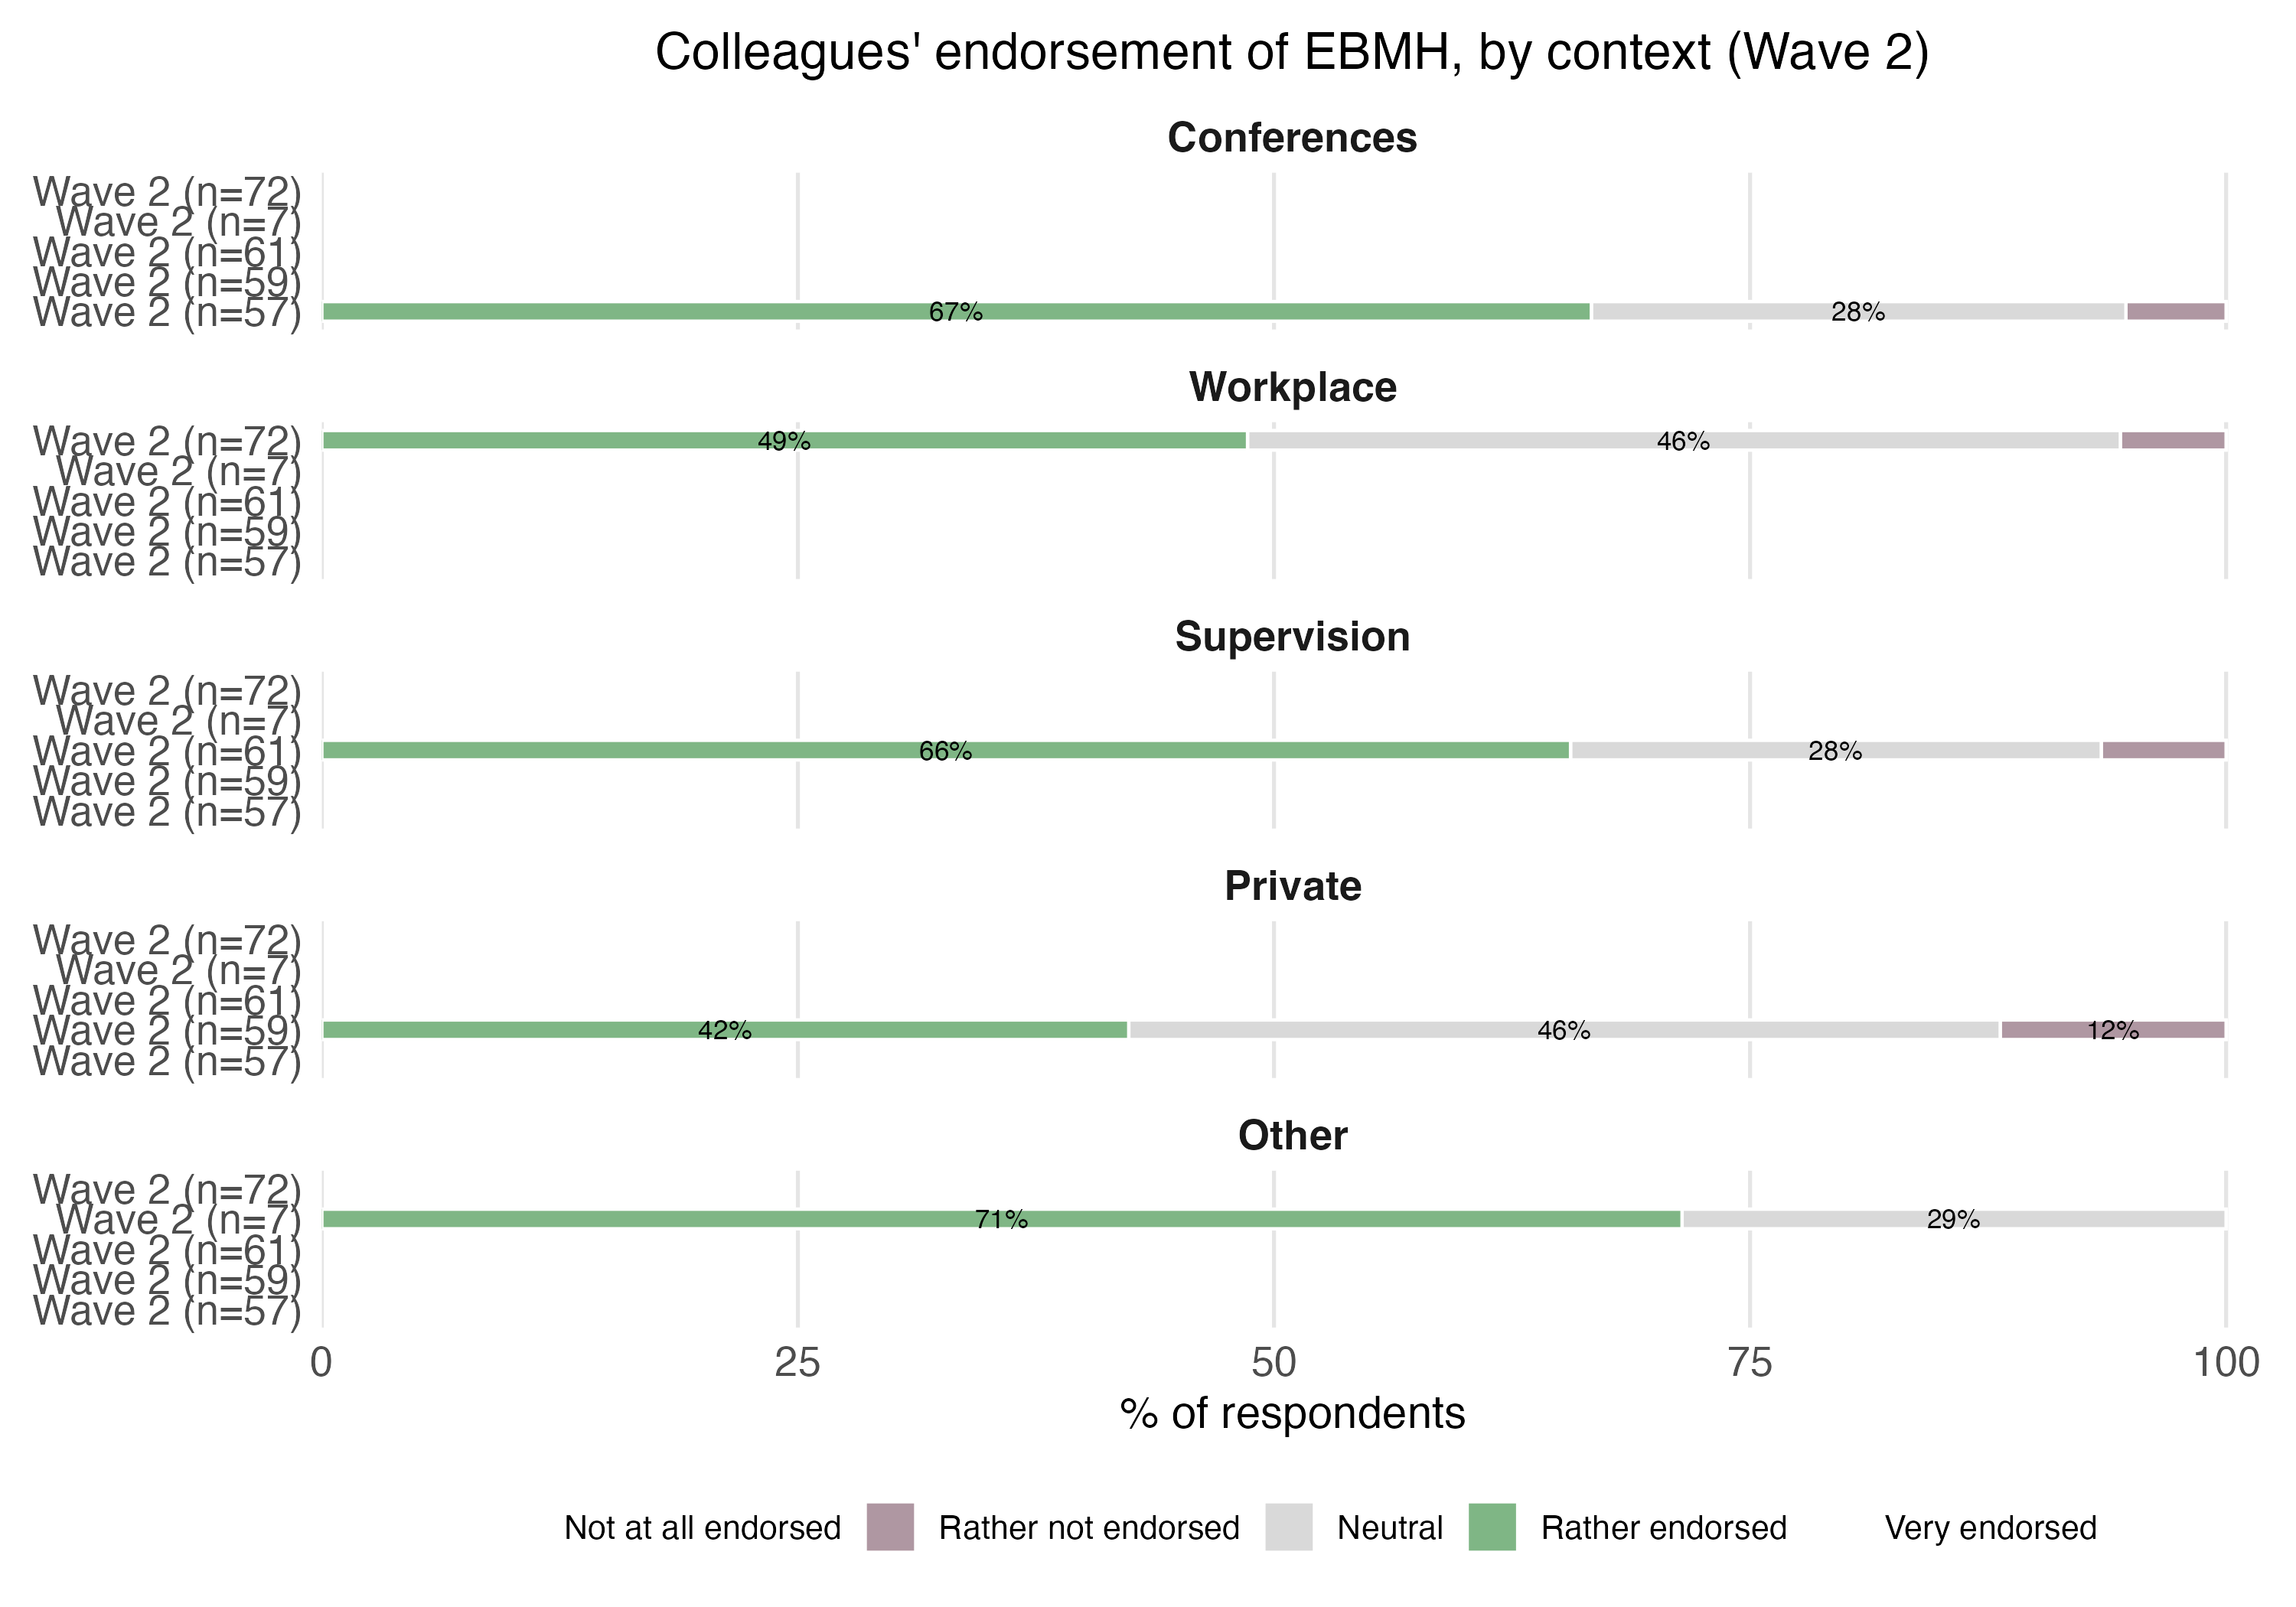 Colleagues' endorsement of EBMH, by context (Wave 2)
Conferences
Wave 2 (n=72)
Wave 2 (n=7)
Wave 2 (n=61)
Wave 2 (n=59)
Wave 2 (n=57)
67%
28%
Workplace
Wave 2 (n=72)
49%
46%
Wave 2 (n=7)
Wave 2 (n=61)
Wave 2 (n=59)
Wave 2 (n=57)
Supervision
Wave 2 (n=72)
Wave 2 (n=7)
Wave 2 (n=61)
66%
28%
Wave 2 (n=59)
Wave 2 (n=57)
Private
Wave 2 (n=72)
Wave 2 (n=7)
Wave 2 (n=61)
Wave 2 (n=59)
42%
46%
12%
Wave 2 (n=57)
Other
Wave 2 (n=72)
Wave 2 (n=7)
71%
29%
Wave 2 (n=61)
Wave 2 (n=59)
Wave 2 (n=57)
0 25 50 75 100
% of respondents
Not at all endorsed Rather not endorsed Neutral Rather endorsed Very endorsed